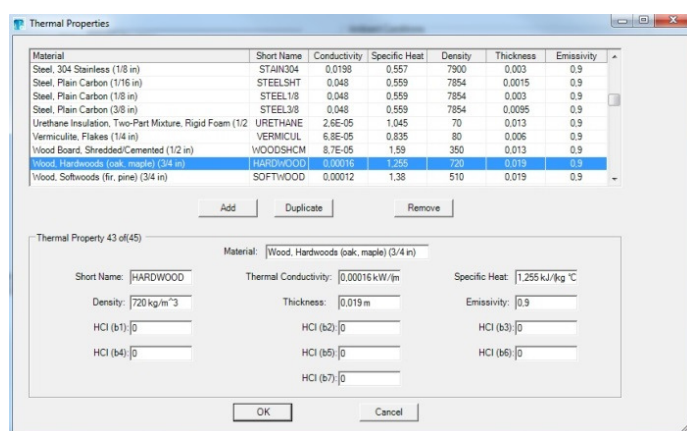 Thermal Properties
Material Short Name Conductivity Specific Heat Density Thickness Emissivity
Steel, 304 Stainless (1/8 in) STAIN304 0,0198 0,557 7900 0,003 0,9
Steel, Plain Carbon (1/16 in) STEELSHT 0,048 0,559 7854 0,0015 0,9
Steel, Plain Carbon (1/8 in) STEEL1/8 0,048 0,559 7854 0,003 0,9
Steel, Plain Carbon (3/8 in) STEEL3/8 0,048 0,559 7854 0,0095 0,9
Urethane Insulation, Two-Part Mixture, Rigid Foam (1/2 URETHANE 2,6E-05 1,045 70 0,013 0,9
Vermiculite, Flakes (1/4 in) VERMICUL 6,8E-05 0,835 80 0,006 0,9
Wood Board, Shredded/Cemented (1/2 in) WOODSHCM 8,7E-05 1,59 350 0,013 0,9
Wood, Hardwoods (oak, maple) (3/4 in) HARDWOOD 0,00016 1,255 720 0,019 0,9
Wood, Softwoods (fir, pine) (3/4 in) SOFTWOOD 0,00012 1,38 510 0,019 0,9
Add Duplicate Remove
Thermal Property 43 of(45)
Material: Wood, Hardwoods (oak, maple) (3/4 in)
Short Name: HARDWOOD Thermal Conductivity: 0,00016 kW/(m Specific Heat: 1,255 kJ/(kg °C
Density: 720 kg/m^3 Thickness: 0,019 m Emissivity: 0,9
HCl (b1): 0 HCl (b2): 0 HCl (b3): 0
HCl (b4): 0 HCl (b5): 0 HCl (b6): 0
HCl (b7): 0
OK Cancel